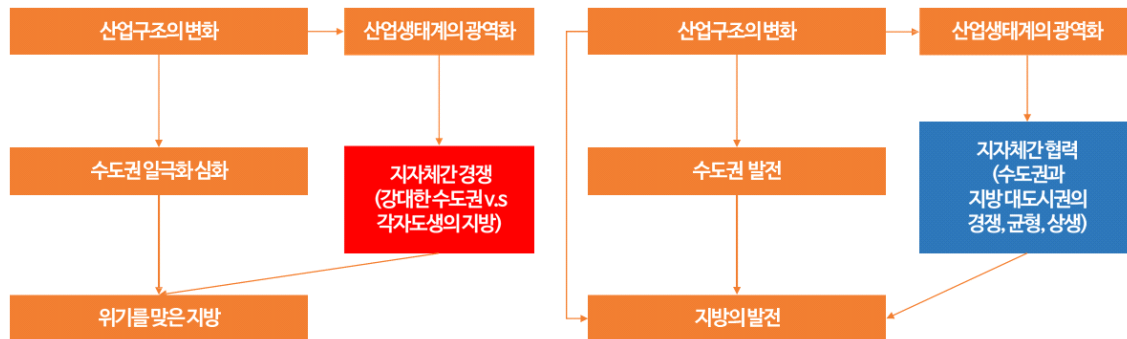 산업구조의 변화
산업생태계의 광역화
수도권 일극화 심화
지자체간 경쟁
(강대한 수도권 v.s
각자도생의 지방)
위기를 맞은 지방
산업구조의 변화
산업생태계의 광역화
수도권 발전
지자체간 협력
(수도권과
지방 대도시권의
경쟁, 균형, 상생)
지방의 발전